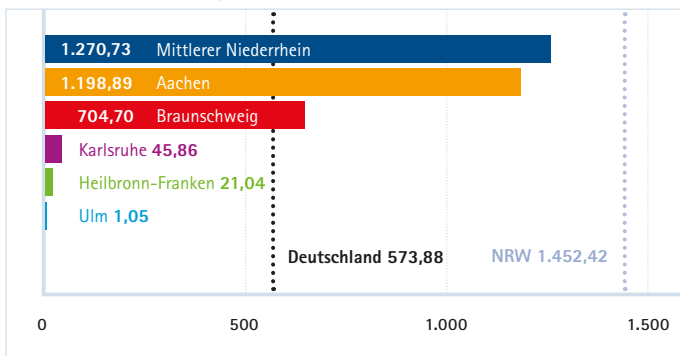 1.270,73 Mittlerer Niederrhein
1.198,89 Aachen
704,70 Braunschweig
Karlsruhe 45,86
Heilbronn-Franken 21,04
Ulm 1,05
Deutschland 573,88 NRW 1.452,42
0 500 1.000 1.500